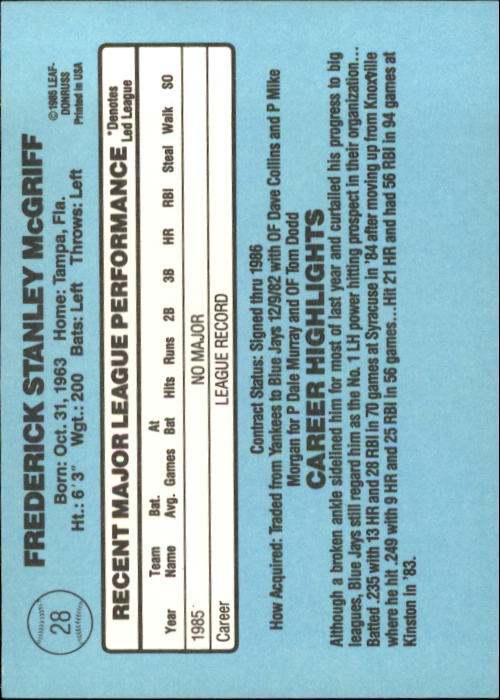 28
FREDERICK STANLEY McGRIFF
Born: Oct. 31, 1963 Home: Tampa, Fla.
Ht.: 6'3" Wgt.: 200 Bats: Left Throws: Left
© 1985 LEAF-
DONRUSS
Printed in USA
RECENT MAJOR LEAGUE PERFORMANCE
*Denotes
Led League
Year Team Name Bat. Avg. Games At Bat Hits Runs 2B 3B HR RBI Steal Walk SO
1985 NO MAJOR
Career LEAGUE RECORD
Contract Status: Signed thru 1986
How Acquired: Traded from Yankees to Blue Jays 12/9/82 with OF Dave Collins and P Mike
Morgan for P Dale Murray and OF Tom Dodd
CAREER HIGHLIGHTS
Although a broken ankle sidelined him for most of last year and curtailed his progress to big
leagues, Blue Jays still regard him as the No. 1 LH power hitting prospect in their organization...
Batted .235 with 13 HR and 28 RBI in 70 games at Syracuse in '84 after moving up from Knoxville
where he hit .249 with 9 HR and 25 RBI in 56 games...Hit 21 HR and had 56 RBI in 94 games at
Kinston in '83.